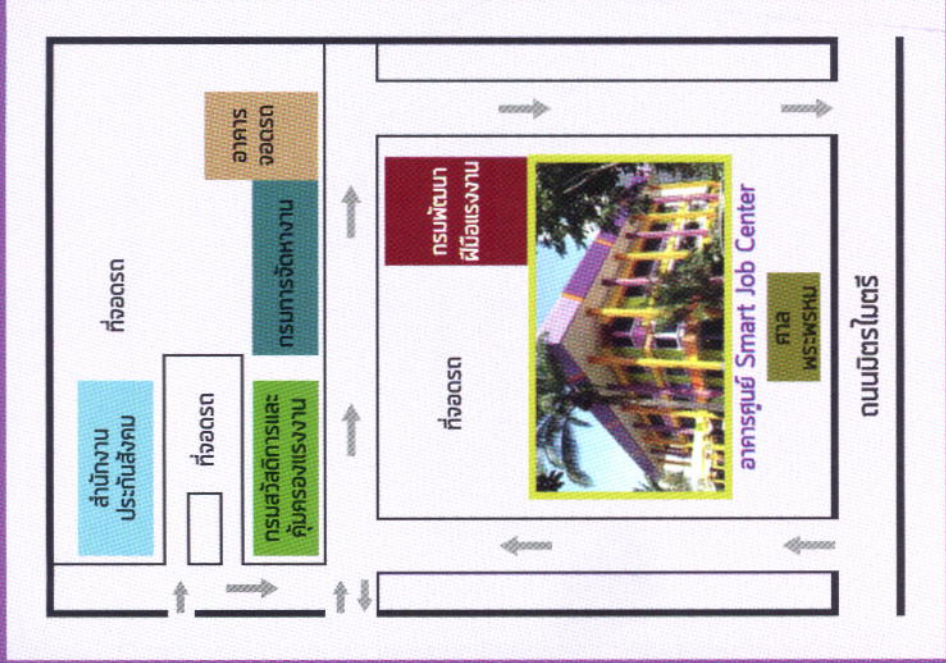 สำนักงาน
ประกันสังคม
ที่จอดรถ
ที่จอดรถ
อาคาร
จอดรถ
กรมสวัสดิการและ
คุ้มครองแรงงาน
กรมการจัดหางาน
กรมพัฒนา
ฝีมือแรงงาน
ที่จอดรถ
อาคารศูนย์ Smart Job Center
ศาล
พระพรหม
ถนนมิตรไมตรี